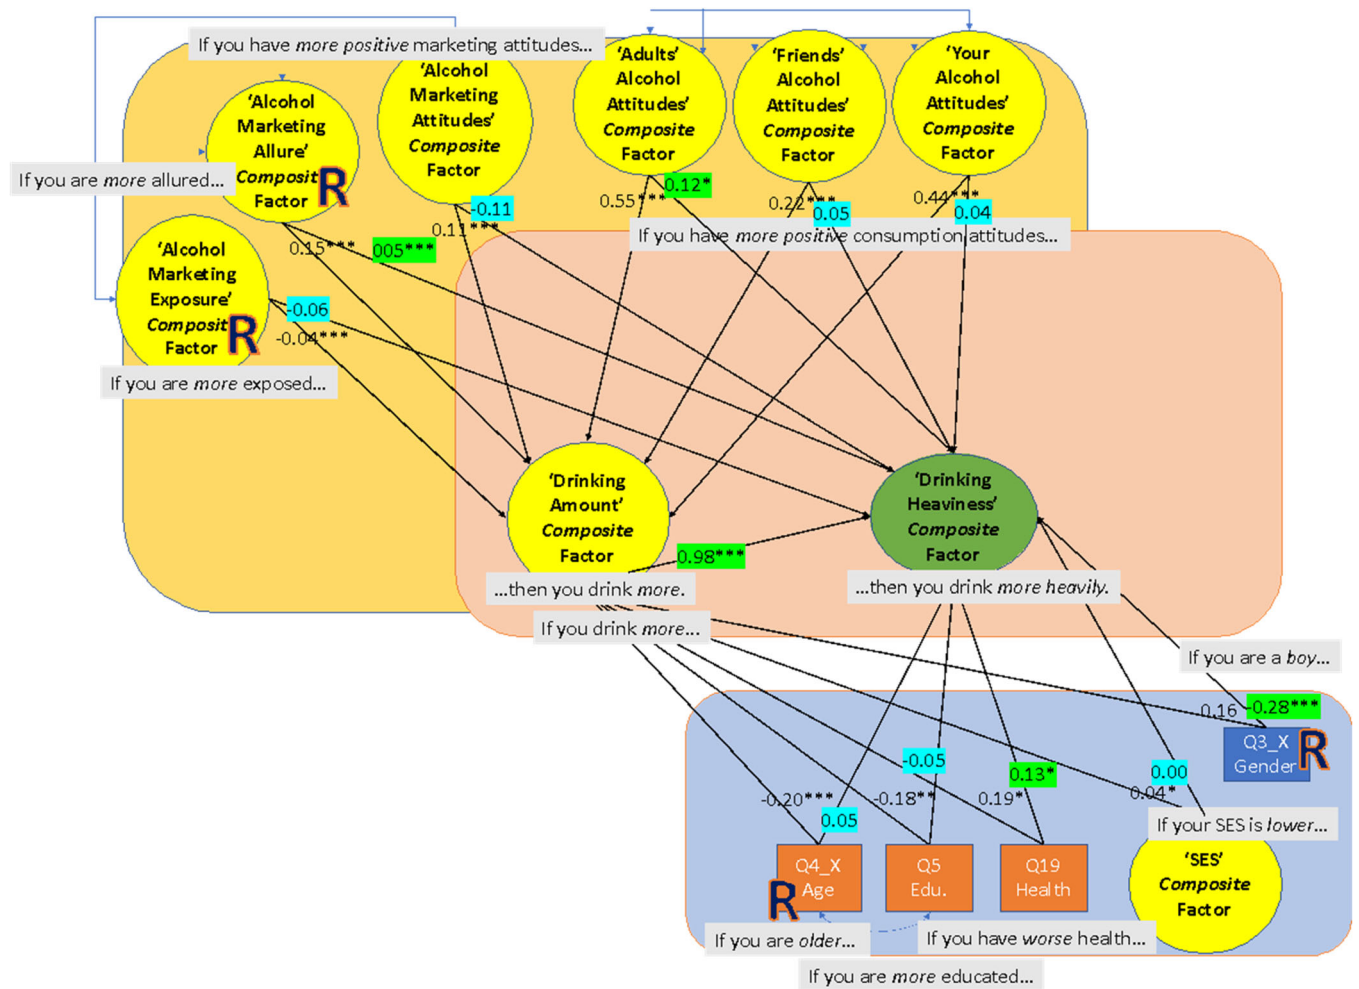 If you have more positive marketing attitudes...
'Alcohol
Marketing
Allure'
Composite
Factor
R
'Alcohol
Marketing
Attitudes'
Composite
Factor
'Adults'
Alcohol
Attitudes'
Composite
Factor
'Friends'
Alcohol
Attitudes'
Composite
Factor
'Your
Alcohol
Attitudes'
Composite
Factor
If you are more allured...
'Alcohol
Marketing
Exposure'
Composite
Factor
R
If you are more exposed...
0.15***
005***
-0.11
0.11***
0.55***
0.12*
0.22***
0.05
0.44***
0.04
If you have more positive consumption attitudes...
-0.06
-0.04***
'Drinking
Amount'
Composite
Factor
'Drinking
Heaviness'
Composite
Factor
0.98***
...then you drink more.
...then you drink more heavily.
If you drink more...
If you are a boy...
0.16
-0.28***
Q3_X
Gender
R
-0.20***
0.05
-0.18**
-0.05
0.19*
0.13*
0.04*
0.00
If your SES is lower...
Q4_X
Age
R
Q5
Edu.
Q19
Health
'SES'
Composite
Factor
If you are older...
If you have worse health...
If you are more educated...